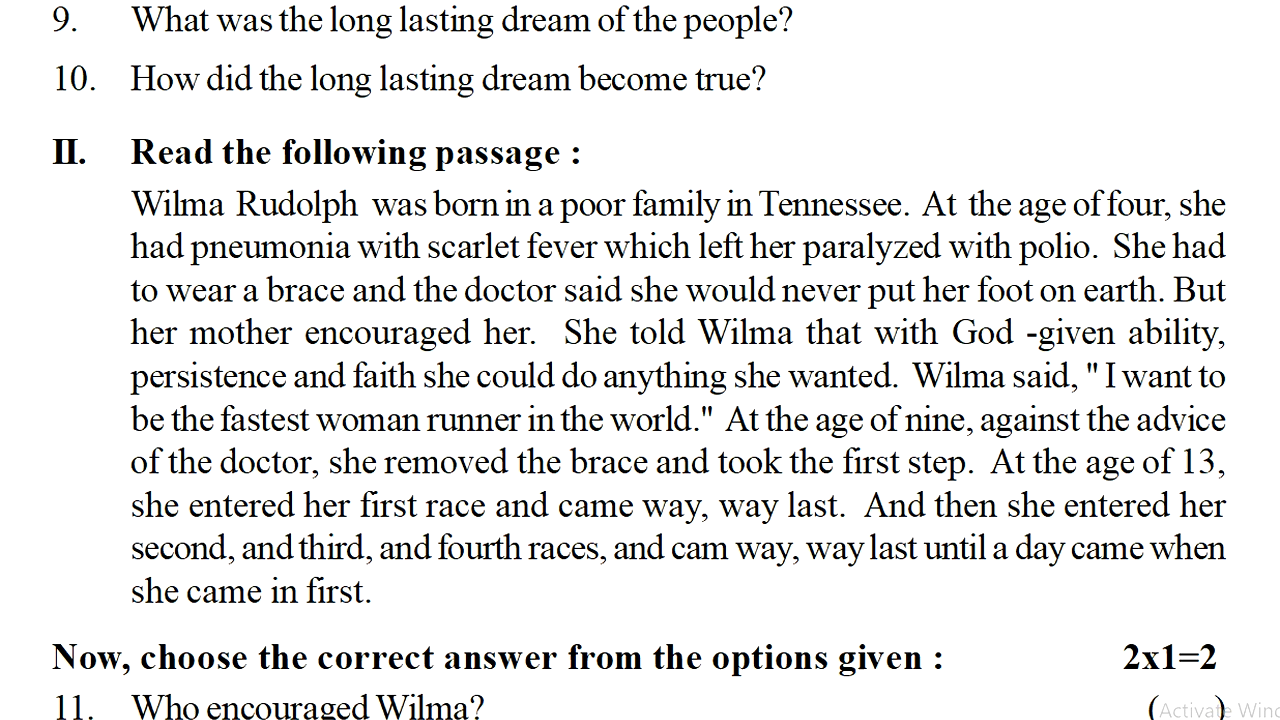 9. What was the long lasting dream of the people?
10. How did the long lasting dream become true?
II. Read the following passage :
Wilma Rudolph was born in a poor family in Tennessee. At the age of four, she
had pneumonia with scarlet fever which left her paralyzed with polio. She had
to wear a brace and the doctor said she would never put her foot on earth. But
her mother encouraged her. She told Wilma that with God -given ability,
persistence and faith she could do anything she wanted. Wilma said, " I want to
be the fastest woman runner in the world." At the age of nine, against the advice
of the doctor, she removed the brace and took the first step. At the age of 13,
she entered her first race and came way, way last. And then she entered her
second, and third, and fourth races, and cam way, way last until a day came when
she came in first.
Now, choose the correct answer from the options given : 2x1=2
11. Who encouraged Wilma? ( )
Activate Wind